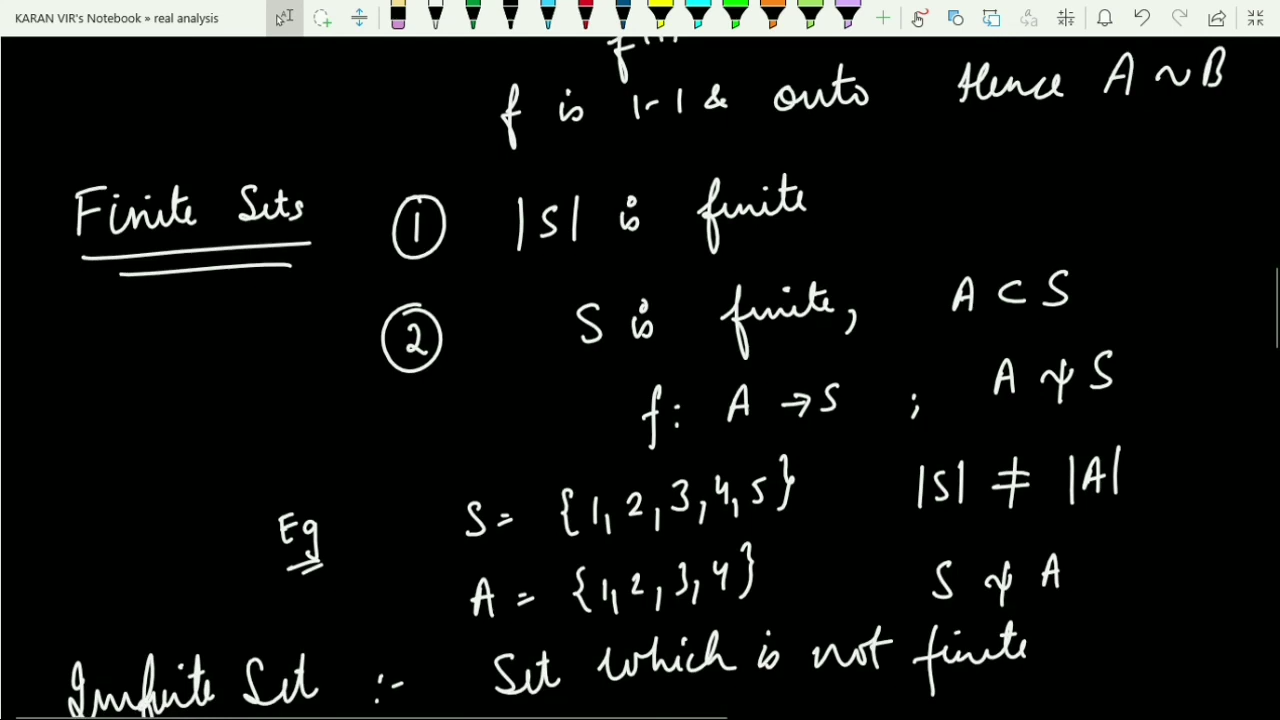 KARAN VIR's Notebook » real analysis
f is 1-1 & onto Hence A ~ B
Finite Sets ① |S| is finite
② S is finite, A ⊂ S
f: A → S ; A ≁ S
Eg S = {1, 2, 3, 4, 5} |S| ≠ |A|
A = {1, 2, 3, 4} S ≁ A
Infinite Set :- Set which is not finite